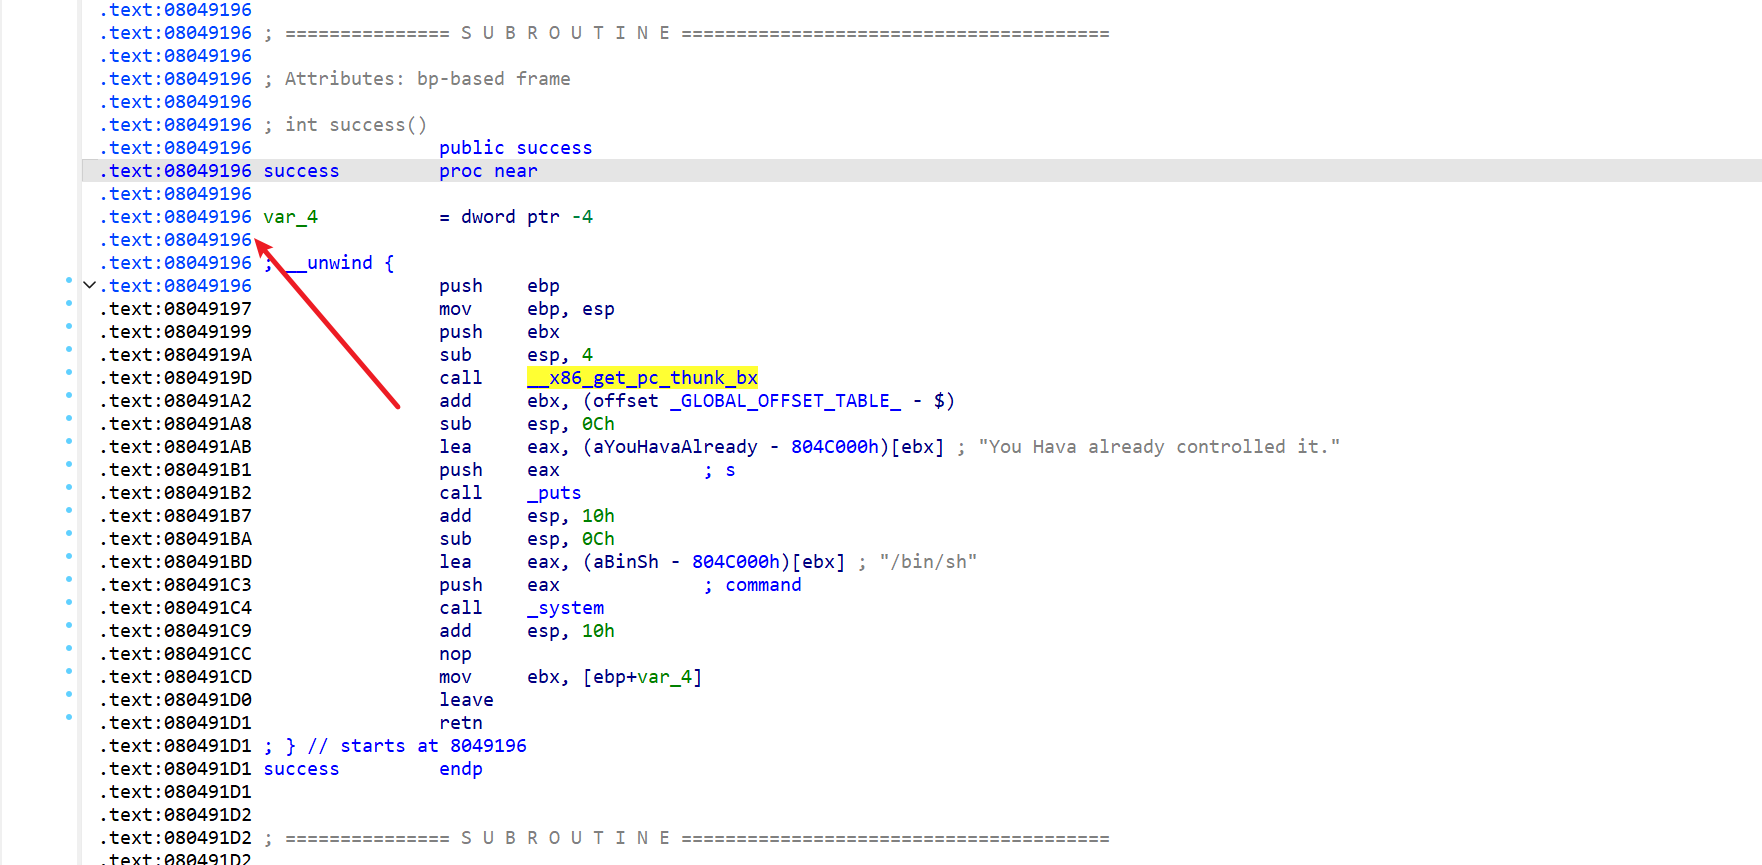 .text:08049196
.text:08049196 ; =============== S U B R O U T I N E =======================================
.text:08049196
.text:08049196 ; Attributes: bp-based frame
.text:08049196
.text:08049196 ; int success()
.text:08049196                 public success
.text:08049196 success         proc near
.text:08049196
.text:08049196 var_4           = dword ptr -4
.text:08049196
.text:08049196 ; __unwind {
.text:08049196                 push    ebp
.text:08049197                 mov     ebp, esp
.text:08049199                 push    ebx
.text:0804919A                 sub     esp, 4
.text:0804919D                 call    __x86_get_pc_thunk_bx
.text:080491A2                 add     ebx, (offset _GLOBAL_OFFSET_TABLE_ - $)
.text:080491A8                 sub     esp, 0Ch
.text:080491AB                 lea     eax, (aYouHavaAlready - 804C000h)[ebx] ; "You Hava already controlled it."
.text:080491B1                 push    eax             ; s
.text:080491B2                 call    _puts
.text:080491B7                 add     esp, 10h
.text:080491BA                 sub     esp, 0Ch
.text:080491BD                 lea     eax, (aBinSh - 804C000h)[ebx] ; "/bin/sh"
.text:080491C3                 push    eax             ; command
.text:080491C4                 call    _system
.text:080491C9                 add     esp, 10h
.text:080491CC                 nop
.text:080491CD                 mov     ebx, [ebp+var_4]
.text:080491D0                 leave
.text:080491D1                 retn
.text:080491D1 ; } // starts at 8049196
.text:080491D1 success         endp
.text:080491D1
.text:080491D2
.text:080491D2 ; =============== S U B R O U T I N E =======================================
.text:080491D2